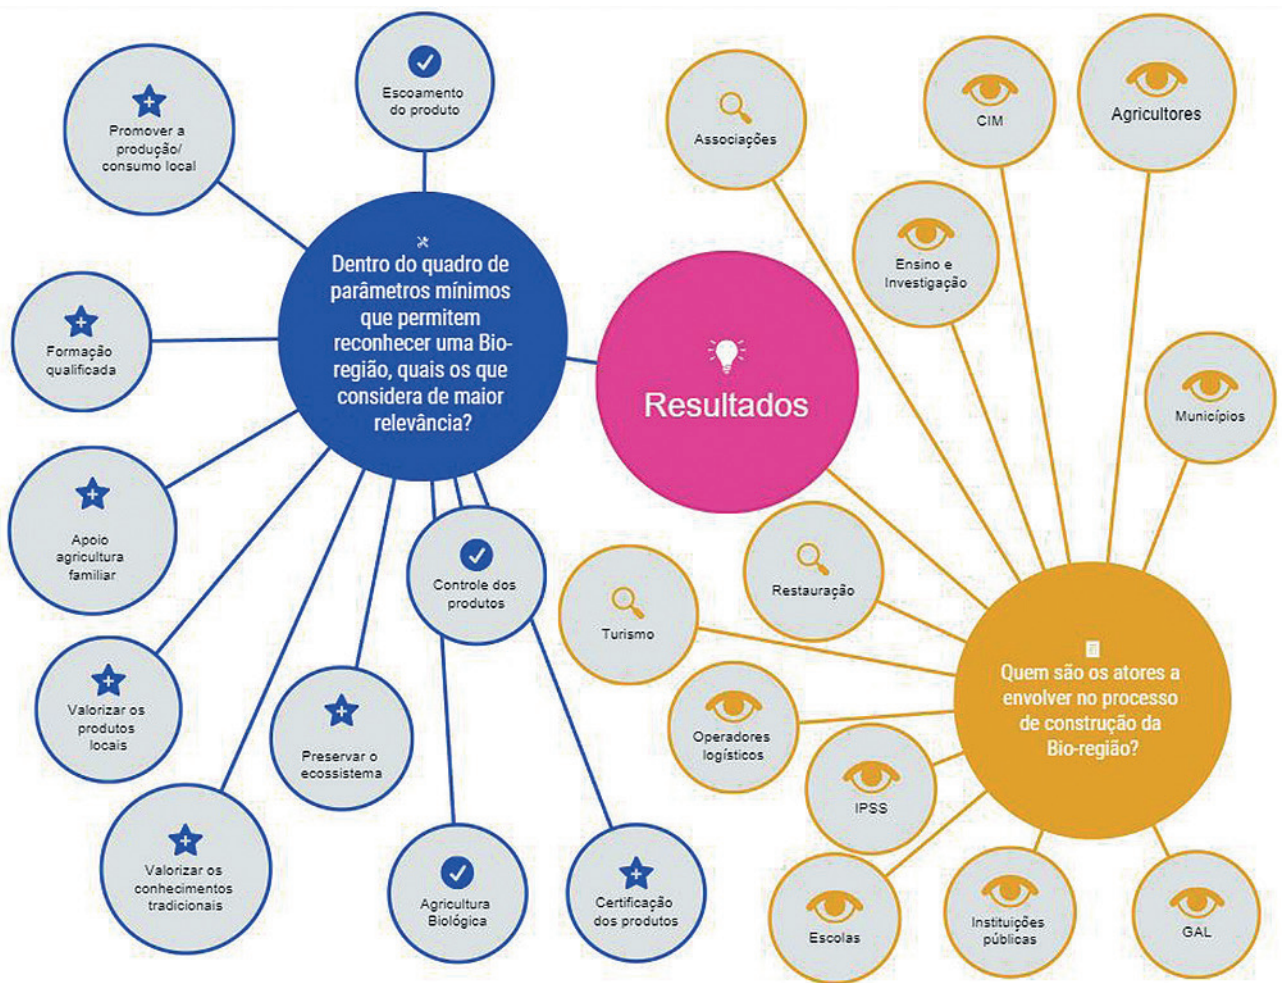 Promover a
produção/
consumo local
Escoamento
do produto
Formação
qualificada
Apoio
agricultura
familiar
Valorizar os
produtos
locais
Valorizar os
conhecimentos
tradicionais
Preservar o
ecossistema
Agricultura
Biológica
Controle dos
produtos
Certificação
dos produtos
Dentro do quadro de
parâmetros mínimos
que permitem
reconhecer uma Bio-
região, quais os que
considera de maior
relevância?
Resultados
Associações
CIM
Agricultores
Ensino e
Investigação
Municípios
Restauração
Turismo
Operadores
logísticos
IPSS
Escolas
Instituições
públicas
GAL
Quem são os atores a
envolver no processo
de construção da
Bio-região?